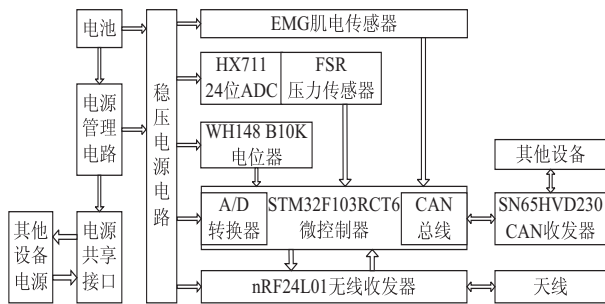 电池
EMG肌电传感器
HX711
24位ADC
FSR
压力传感器
电源
管理
电路
稳压电源电路
WH148 B10K
电位器
其他设备
A/D
转换器
STM32F103RCT6
微控制器
CAN
总线
SN65HVD230
CAN收发器
其他
设备
电源
电源
共享
接口
nRF24L01无线收发器
天线